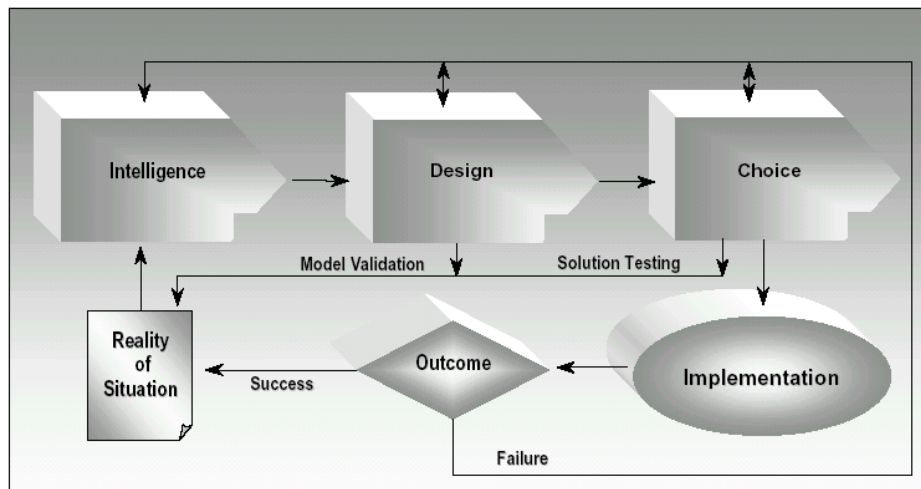 Intelligence
Design
Choice
Model Validation
Solution Testing
Reality
of
Situation
Success
Outcome
Implementation
Failure